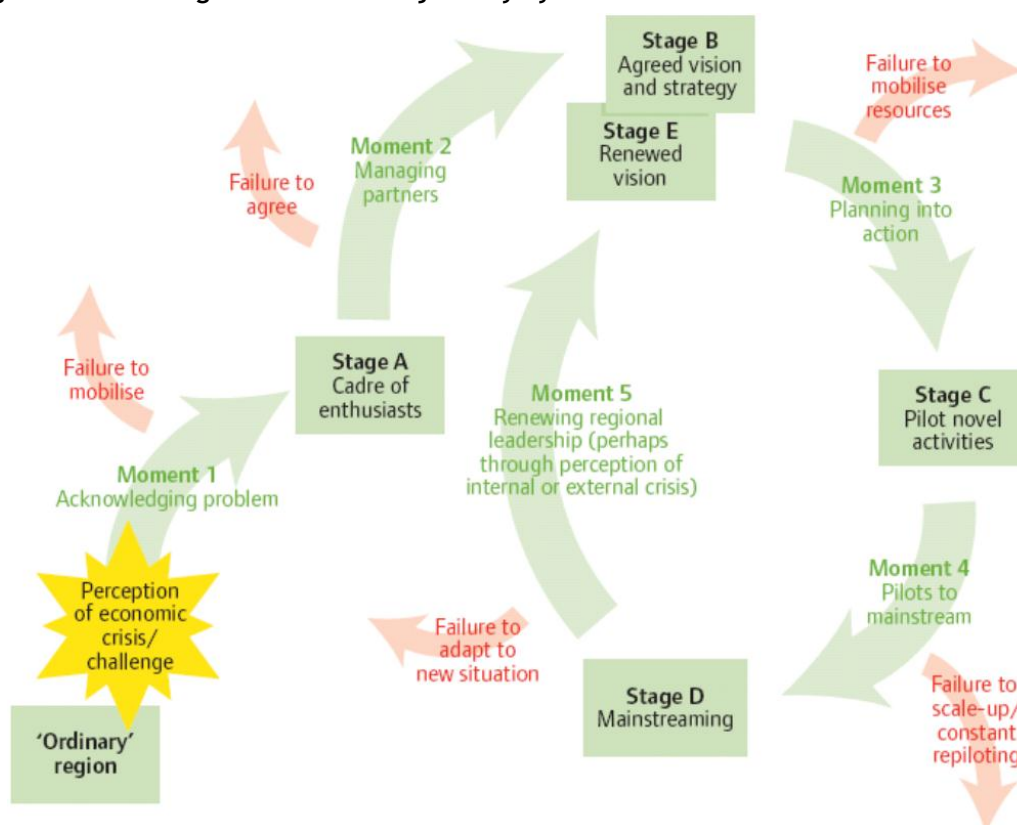 Stage B
Agreed vision
and strategy
Stage E
Renewed
vision
Failure to
mobilise
resources
Moment 2
Managing
partners
Failure to
agree
Moment 3
Planning into
action
Failure to
mobilise
Stage A
Cadre of
enthusiasts
Moment 5
Renewing regional
leadership (perhaps
through perception of
internal or external crisis)
Stage C
Pilot novel
activities
Moment 1
Acknowledging problem
Perception
of economic
crisis/
challenge
Moment 4
Pilots to
mainstream
Failure to
adapt to
new situation
Stage D
Mainstreaming
Failure to
scale-up/
constant
repiloting
‘Ordinary’
region